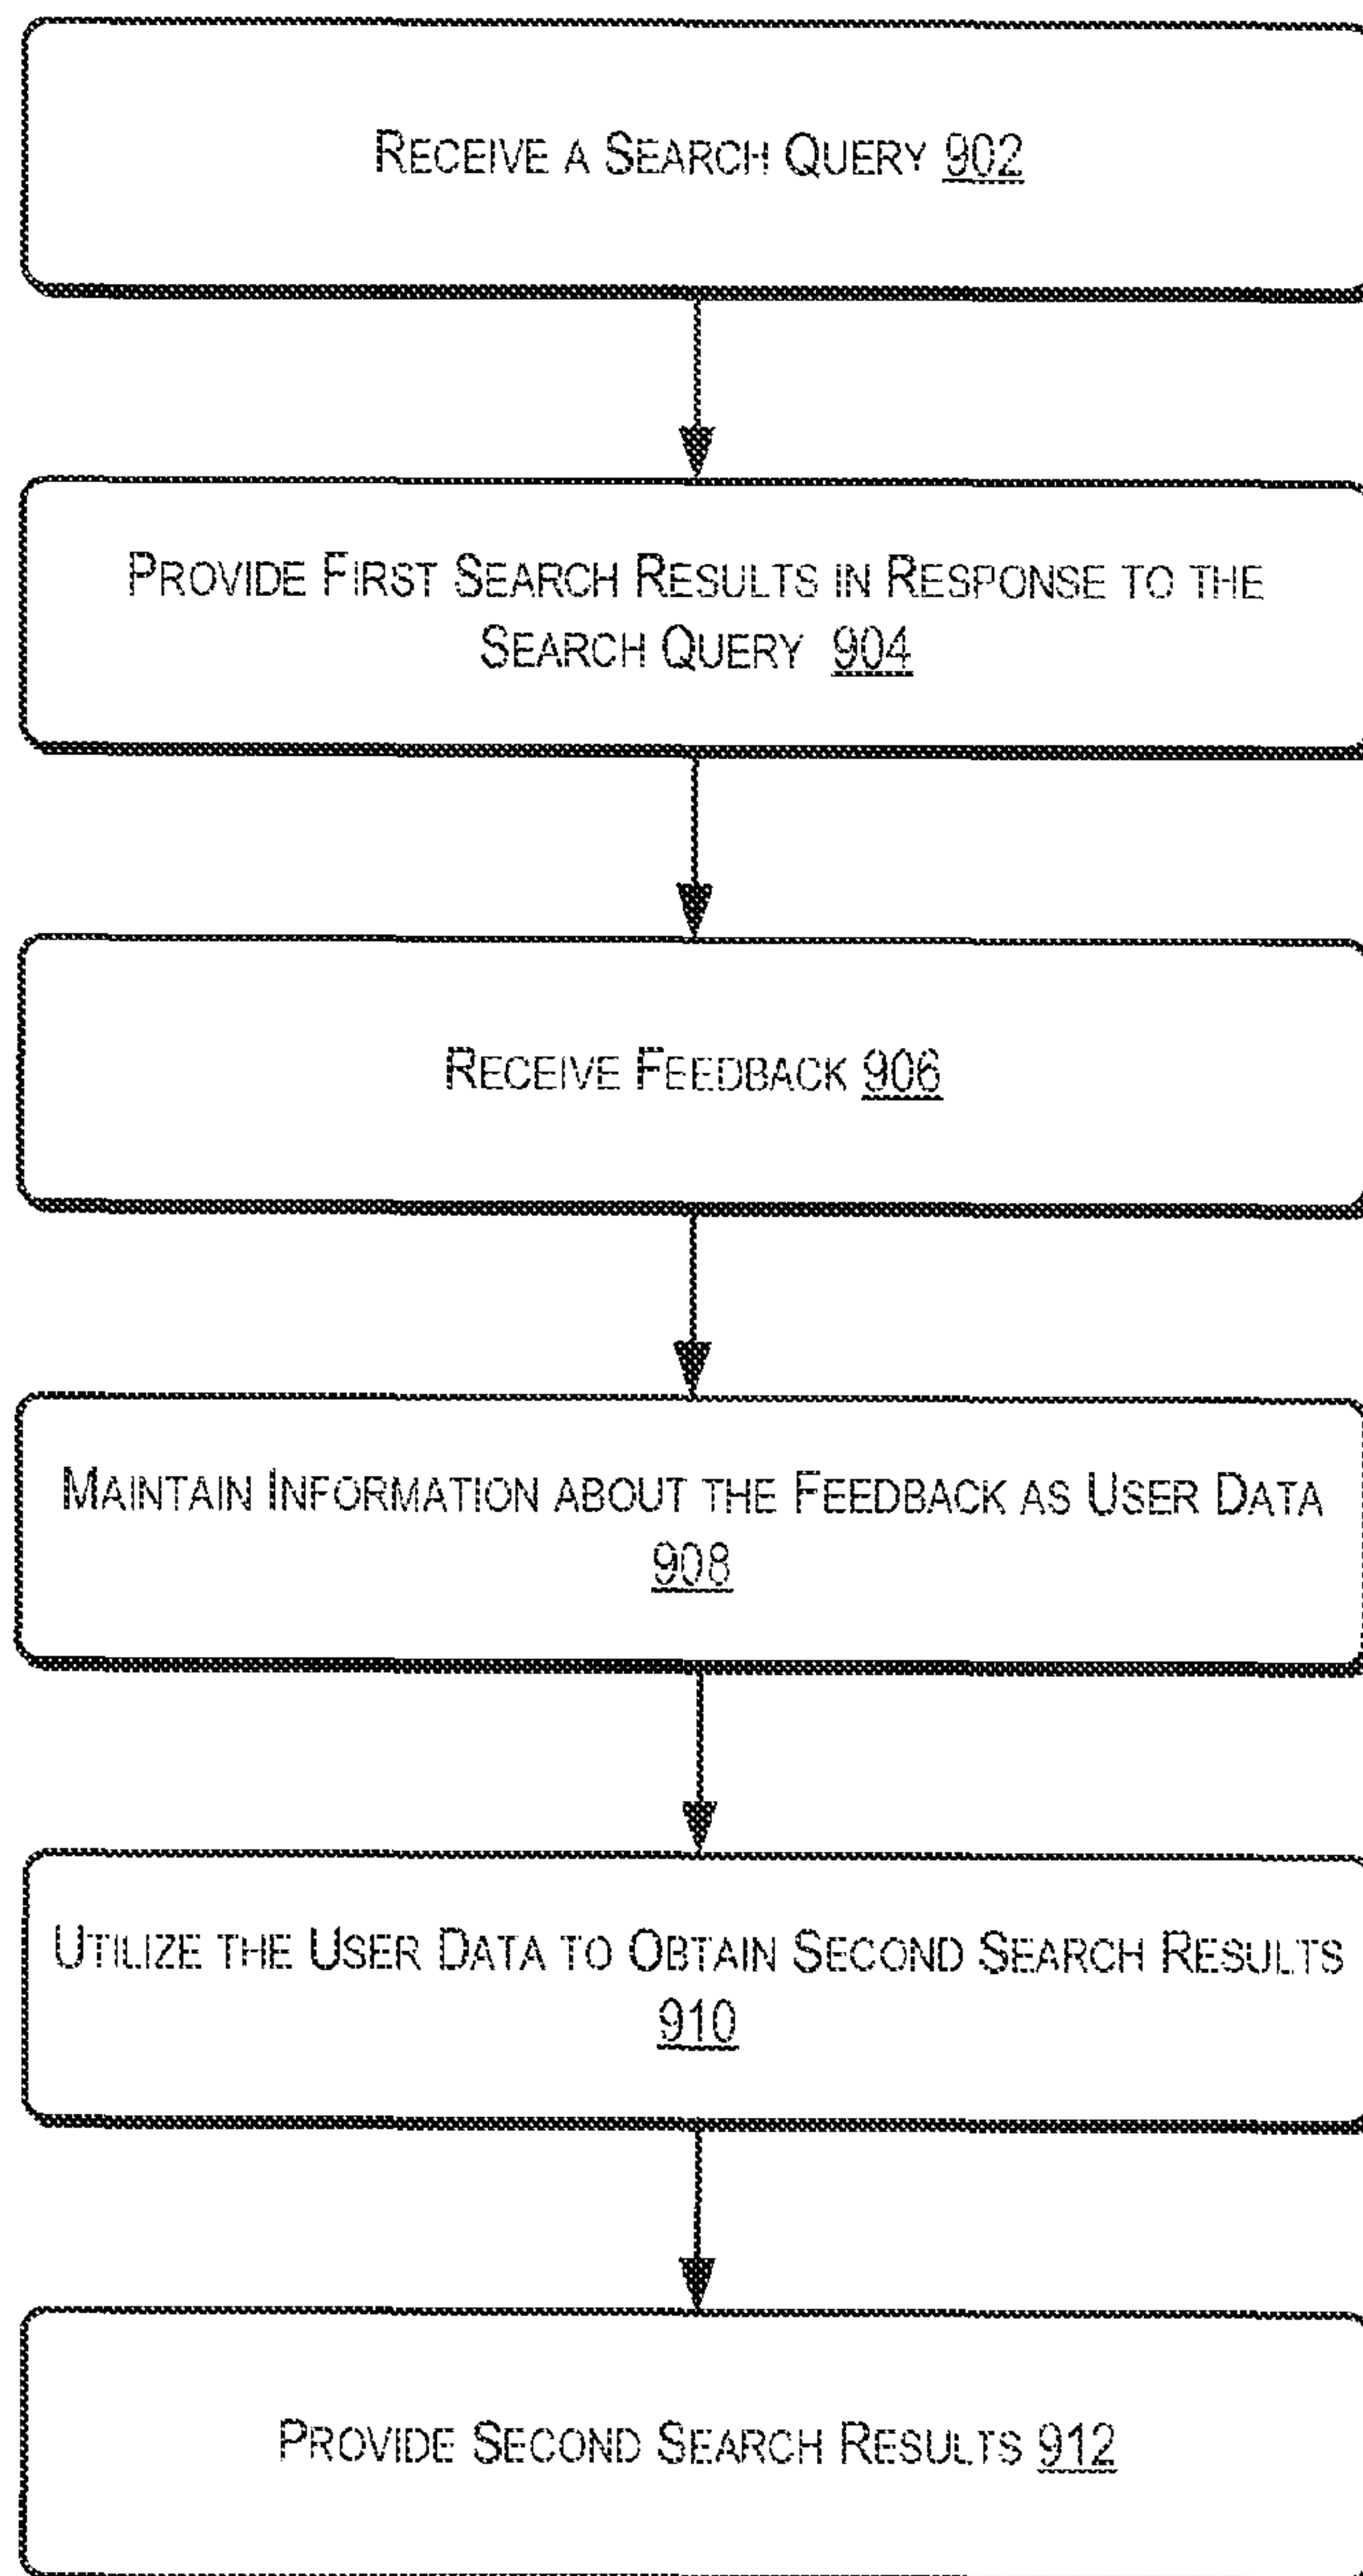 RECEIVE A SEARCH QUERY 902
PROVIDE FIRST SEARCH RESULTS IN RESPONSE TO THE
SEARCH QUERY 904
RECEIVE FEEDBACK 906
MAINTAIN INFORMATION ABOUT THE FEEDBACK AS USER DATA
908
UTILIZE THE USER DATA TO OBTAIN SECOND SEARCH RESULTS
910
PROVIDE SECOND SEARCH RESULTS 912